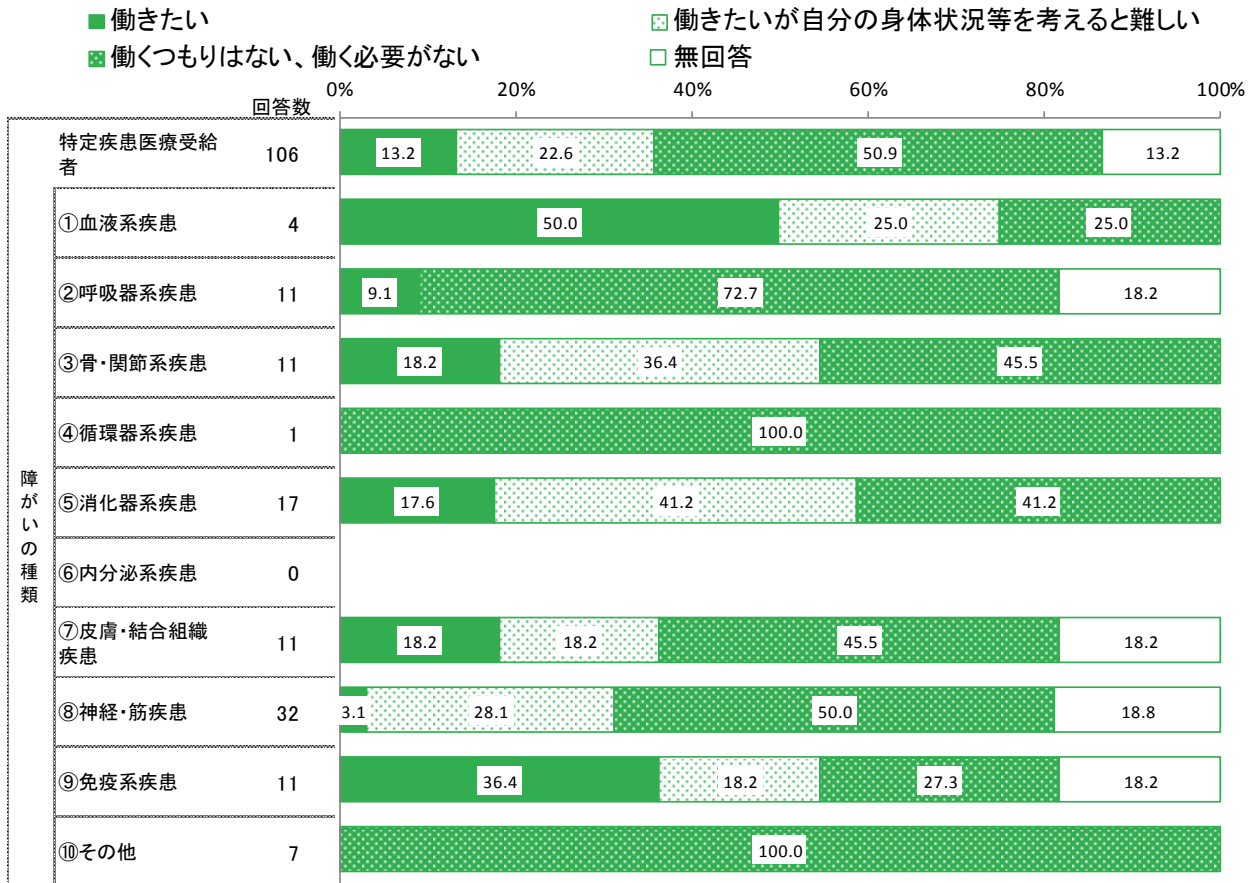 働きたい
働きたいが自分の身体状況等を考えると難しい
働くつもりはない、働く必要がない
無回答
0% 20% 40% 60% 80% 100%
回答数
特定疾患医療受給
者
106
13.2 22.6 50.9 13.2
障がいの種類
①血液系疾患 4
50.0 25.0 25.0
②呼吸器系疾患 11
9.1 72.7 18.2
③骨・関節系疾患 11
18.2 36.4 45.5
④循環器系疾患 1
100.0
⑤消化器系疾患 17
17.6 41.2 41.2
⑥内分泌系疾患 0
⑦皮膚・結合組織
疾患
11
18.2 18.2 45.5 18.2
⑧神経・筋疾患 32
3.1 28.1 50.0 18.8
⑨免疫系疾患 11
36.4 18.2 27.3 18.2
⑩その他 7
100.0